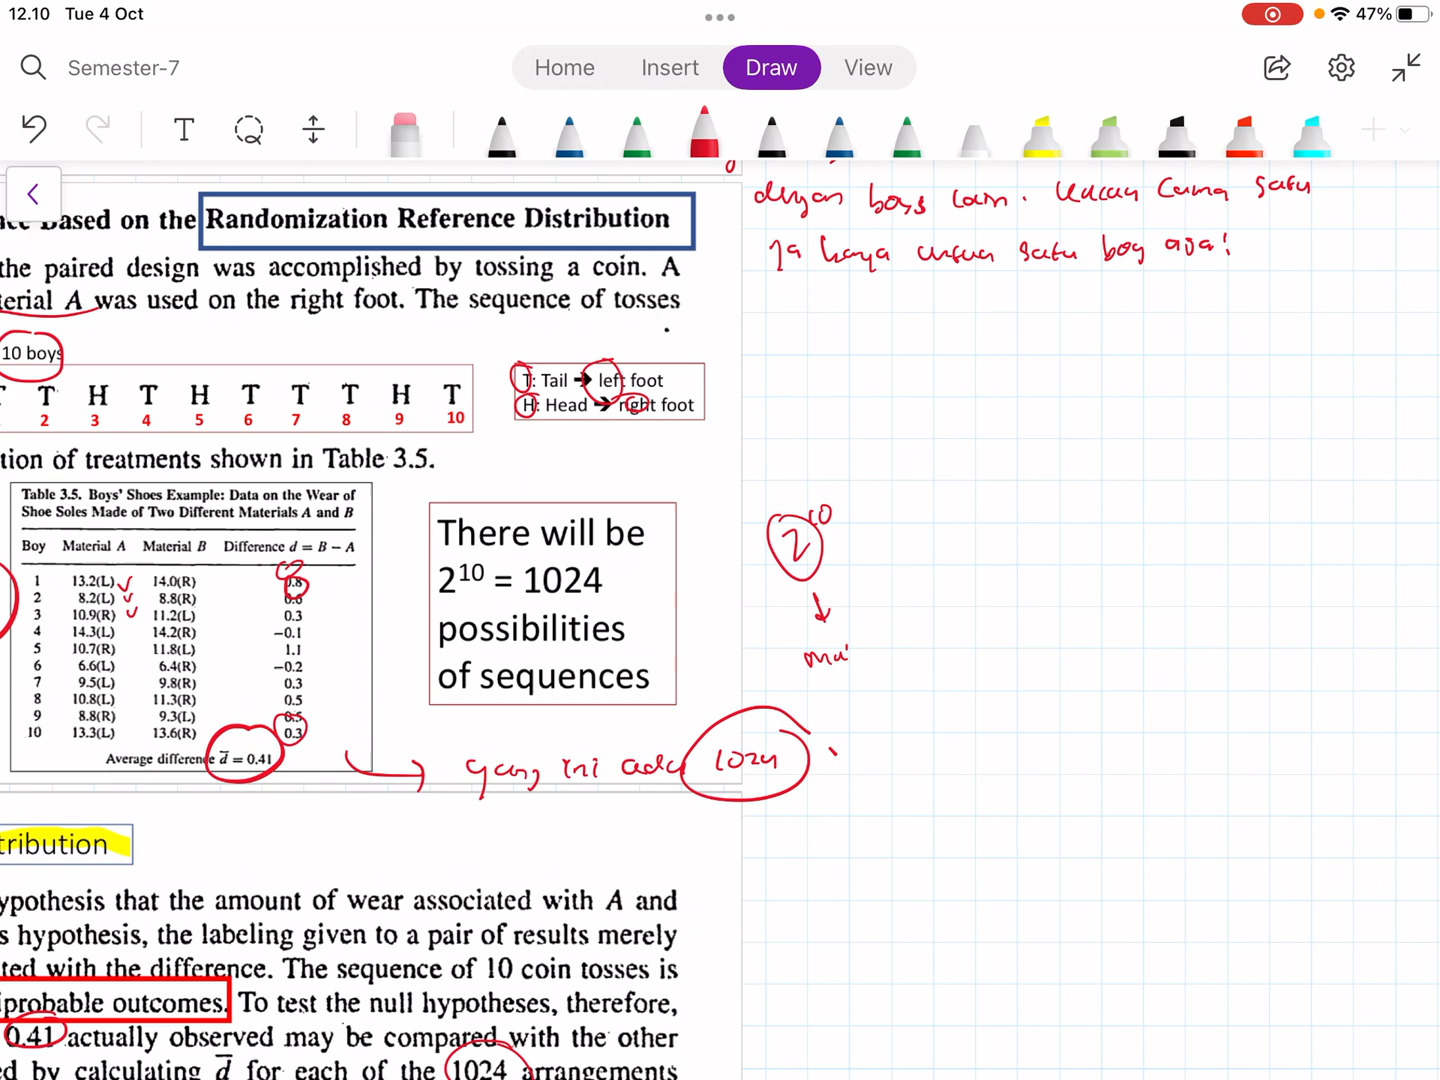 12.10 Tue 4 Oct
47%
Semester-7
Home Insert Draw View
T
dengan boys lain. Karena Cuma satu
aja!
Based on the Randomization Reference Distribution
the paired design was accomplished by tossing a coin. A
terial A was used on the right foot. The sequence of tosses
10 boys
T H T H T T T H T
2 3 4 5 6 7 8 9 10
T: Tail ➔ left foot
H: Head ➔ right foot
tion of treatments shown in Table 3.5.
Table 3.5. Boys' Shoes Example: Data on the Wear of
Shoe Soles Made of Two Different Materials A and B
Boy Material A Material B Difference d = B − A
1 13.2(L) 14.0(R) 0.8
2 8.2(L) 8.8(R) 0.6
3 10.9(R) 11.2(L) 0.3
4 14.3(L) 14.2(R) −0.1
5 10.7(R) 11.8(L) 1.1
6 6.6(L) 6.4(R) −0.2
7 9.5(L) 9.8(R) 0.3
8 10.8(L) 11.3(R) 0.5
9 8.8(R) 9.3(L) 0.5
10 13.3(L) 13.6(R) 0.3
Average difference d̅ = 0.41
There will be
2¹⁰ = 1024
possibilities
of sequences
2¹⁰
yang ini ada 1024
tribution
ypothesis that the amount of wear associated with A and
s hypothesis, the labeling given to a pair of results merely
ted with the difference. The sequence of 10 coin tosses is
iprobable outcomes. To test the null hypotheses, therefore,
0.41 actually observed may be compared with the other
ed by calculating d̅ for each of the 1024 arrangements